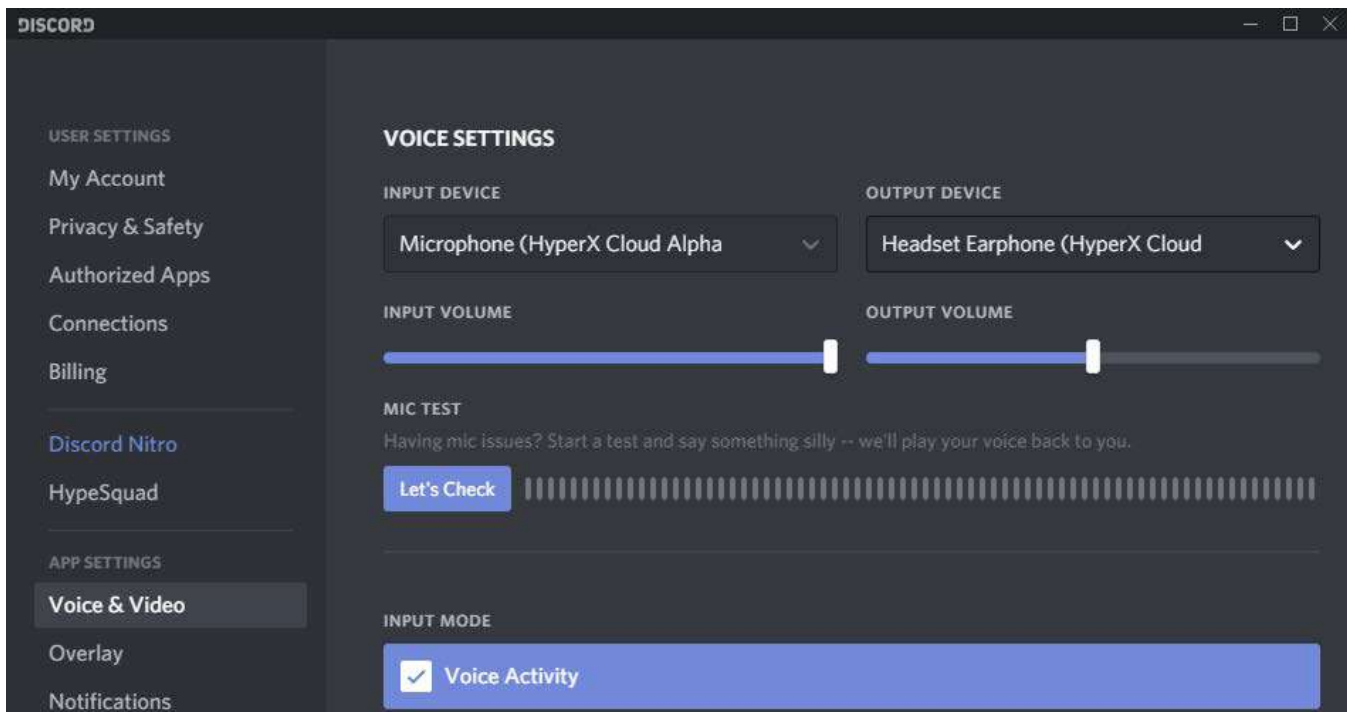 DISCORD
USER SETTINGS
My Account
Privacy & Safety
Authorized Apps
Connections
Billing
Discord Nitro
HypeSquad
APP SETTINGS
Voice & Video
Overlay
Notifications
VOICE SETTINGS
INPUT DEVICE
Microphone (HyperX Cloud Alpha
OUTPUT DEVICE
Headset Earphone (HyperX Cloud
INPUT VOLUME
OUTPUT VOLUME
MIC TEST
Having mic issues? Start a test and say something silly -- we'll play your voice back to you.
Let's Check
INPUT MODE
Voice Activity